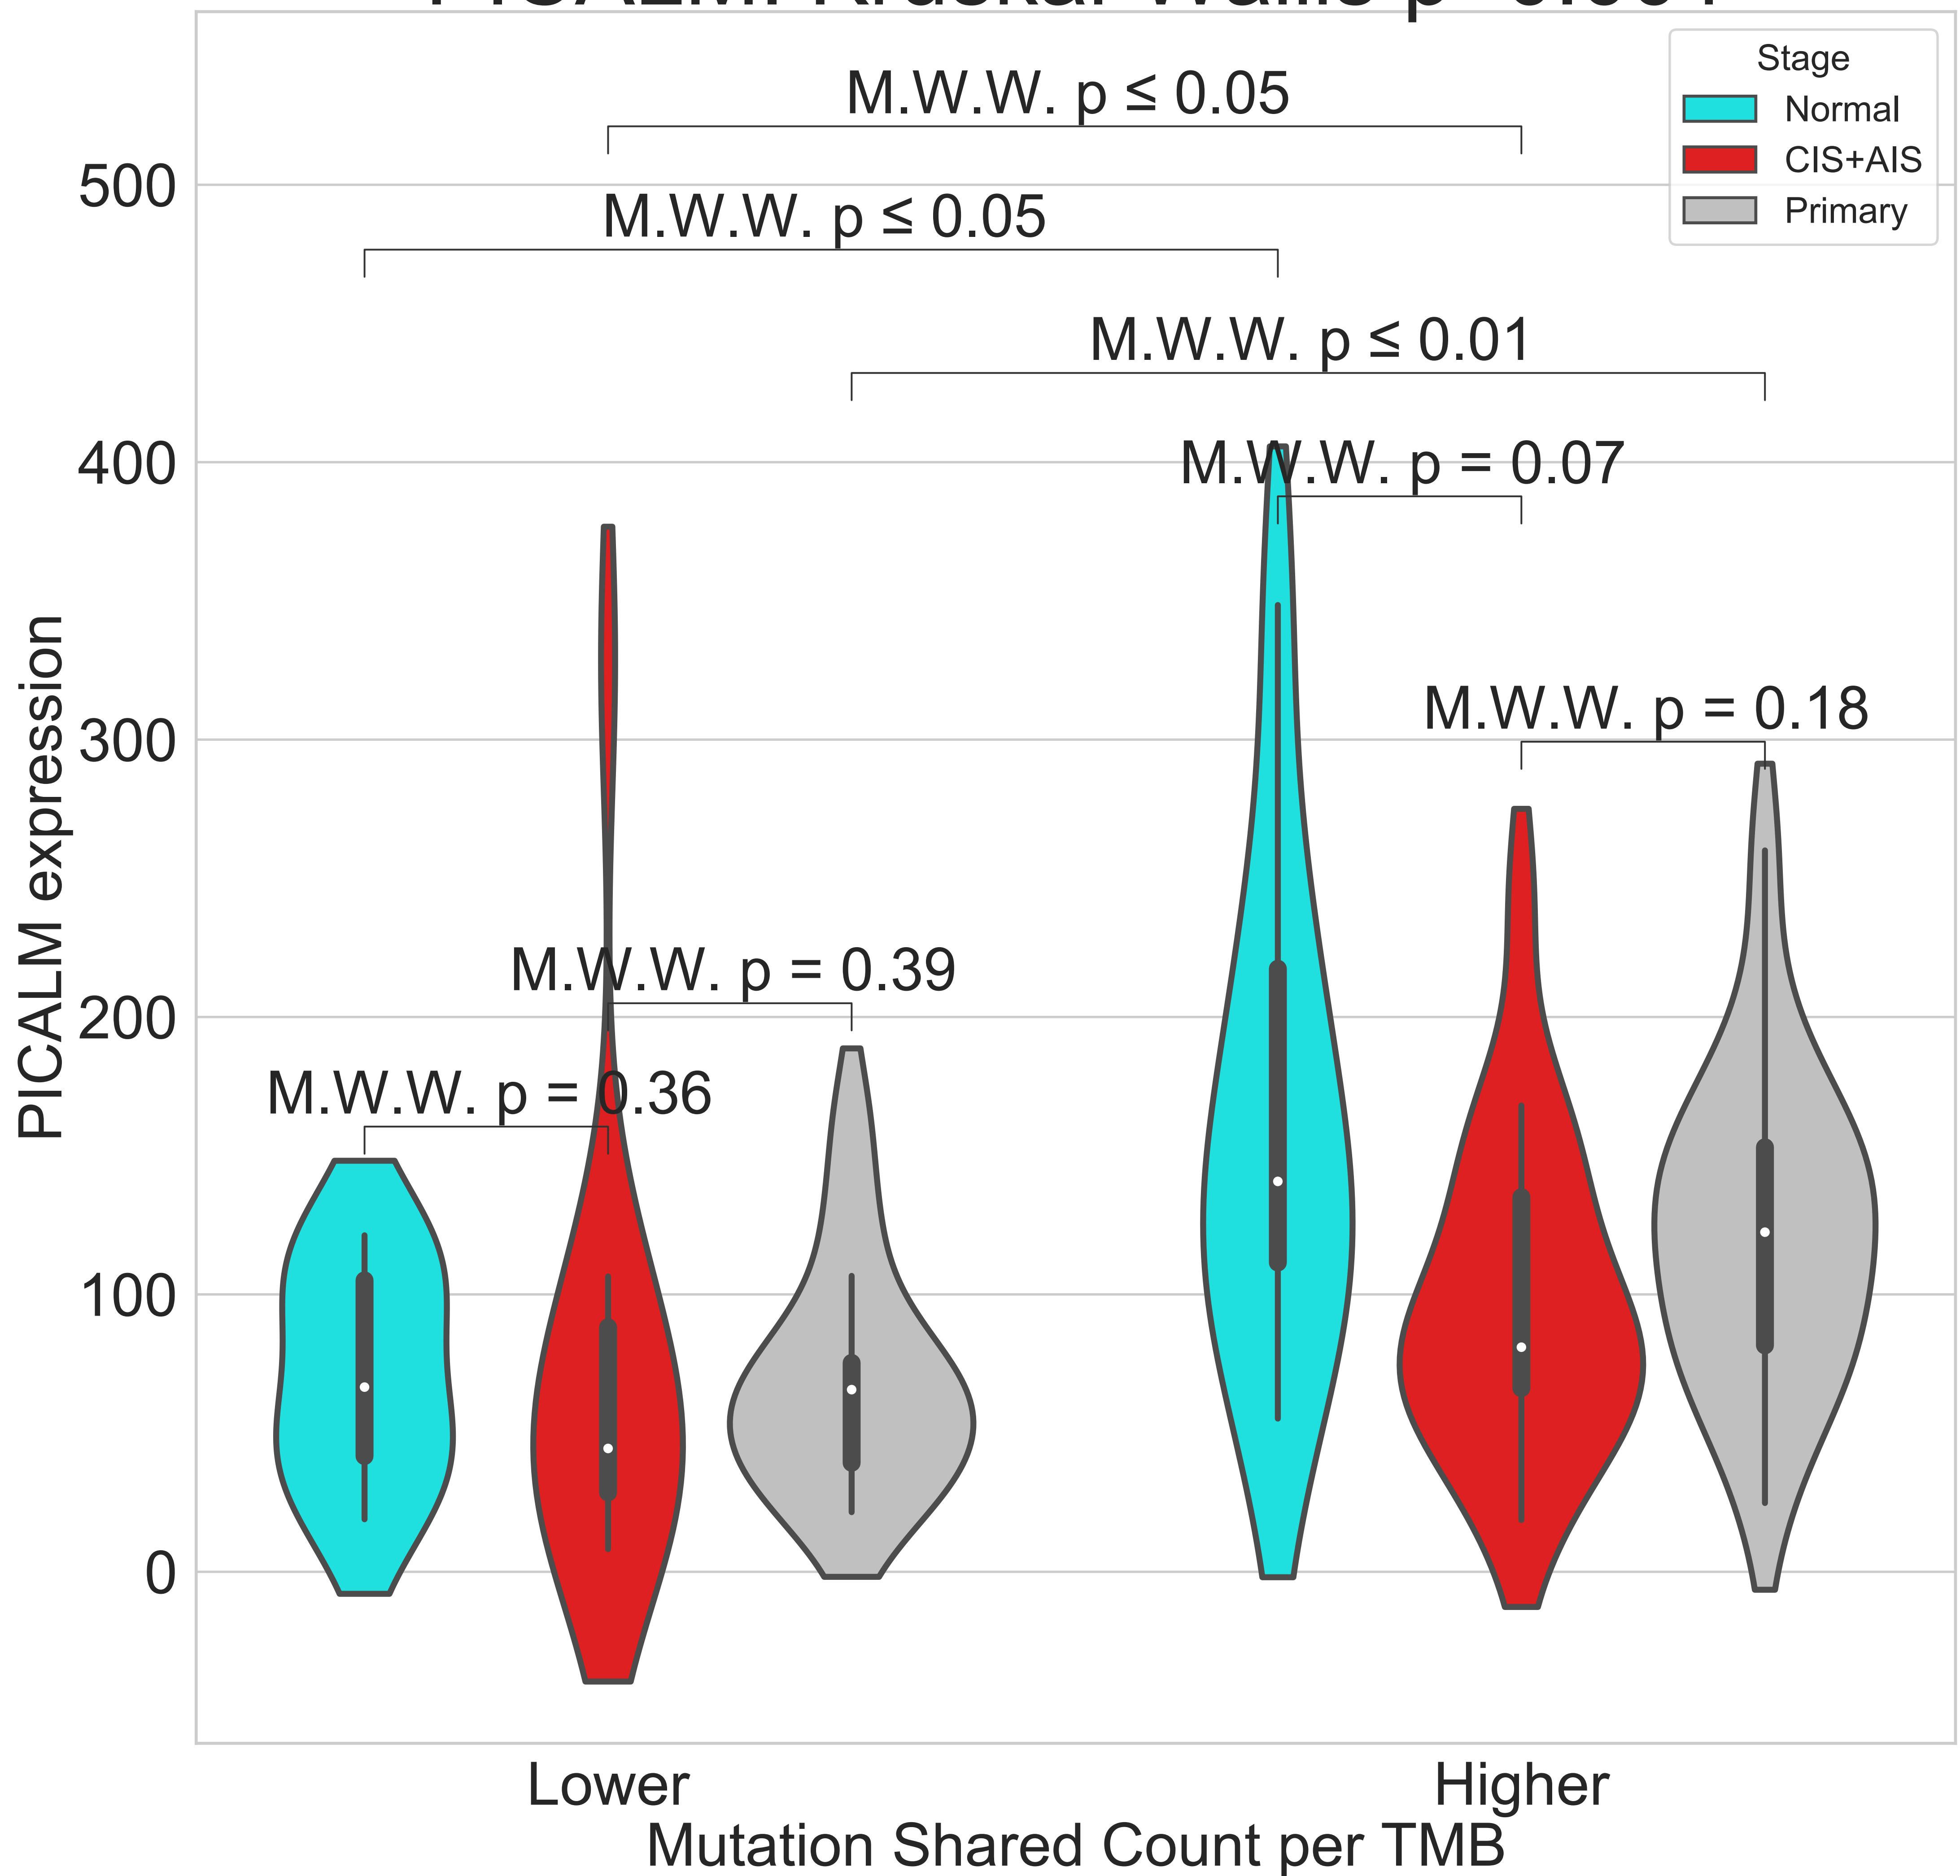 Stage
Normal
CIS+AIS
Primary
M.W.W. p ≤ 0.05
M.W.W. p ≤ 0.05
M.W.W. p ≤ 0.01
M.W.W. p = 0.07
M.W.W. p = 0.18
M.W.W. p = 0.39
M.W.W. p = 0.36
500
400
300
200
100
0
PICALM expression
Lower
Higher
Mutation Shared Count per TMB